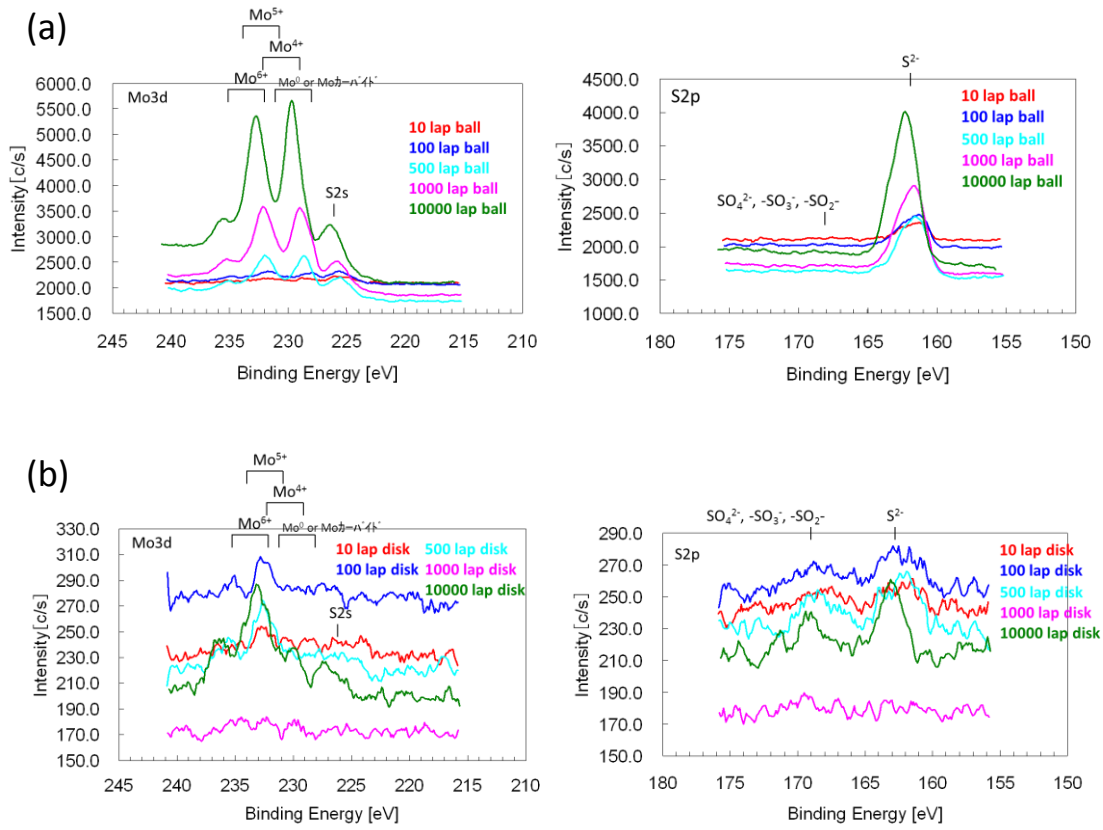 (a)
Mo5+
Mo4+
Mo6+
Mo0 or Moカーバイド
Mo3d
10 lap ball
100 lap ball
500 lap ball
1000 lap ball
10000 lap ball
S2s
Intensity [c/s]
6000.0
5500.0
5000.0
4500.0
4000.0
3500.0
3000.0
2500.0
2000.0
1500.0
245 240 235 230 225 220 215 210
Binding Energy [eV]
S2-
S2p
10 lap ball
100 lap ball
500 lap ball
1000 lap ball
10000 lap ball
SO42-, -SO3-, -SO2-
Intensity [c/s]
4500.0
4000.0
3500.0
3000.0
2500.0
2000.0
1500.0
1000.0
180 175 170 165 160 155 150
Binding Energy [eV]
(b)
Mo5+
Mo4+
Mo6+
Mo0 or Moカーバイド
Mo3d
10 lap disk
100 lap disk
500 lap disk
1000 lap disk
10000 lap disk
S2s
Intensity [c/s]
330.0
310.0
290.0
270.0
250.0
230.0
210.0
190.0
170.0
150.0
245 240 235 230 225 220 215 210
Binding Energy [eV]
SO42-, -SO3-, -SO2-
S2-
S2p
10 lap disk
100 lap disk
500 lap disk
1000 lap disk
10000 lap disk
Intensity [c/s]
290.0
270.0
250.0
230.0
210.0
190.0
170.0
150.0
180 175 170 165 160 155 150
Binding Energy [eV]